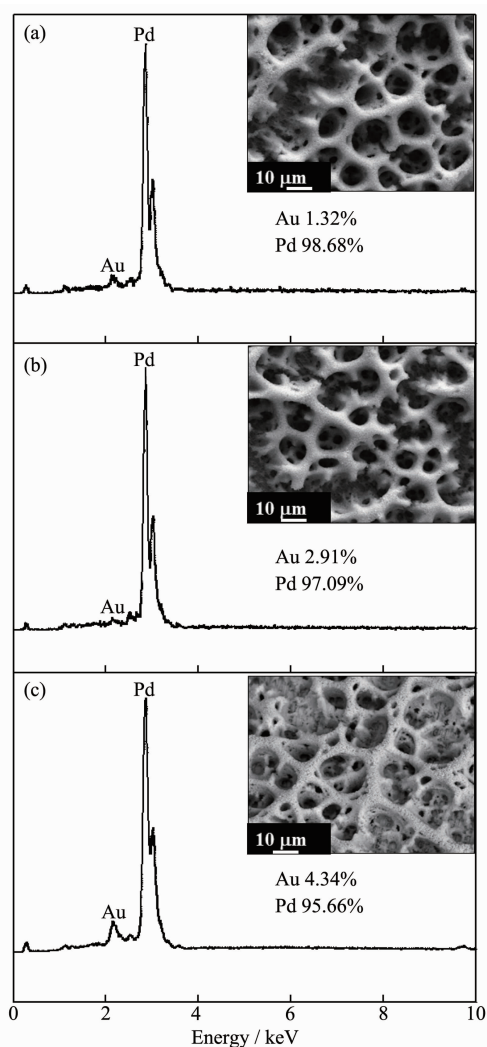 (a)
Pd
Au
10 μm
Au 1.32%
Pd 98.68%
(b)
Pd
Au
10 μm
Au 2.91%
Pd 97.09%
(c)
Pd
Au
10 μm
Au 4.34%
Pd 95.66%
0 2 4 6 8 10
Energy / keV